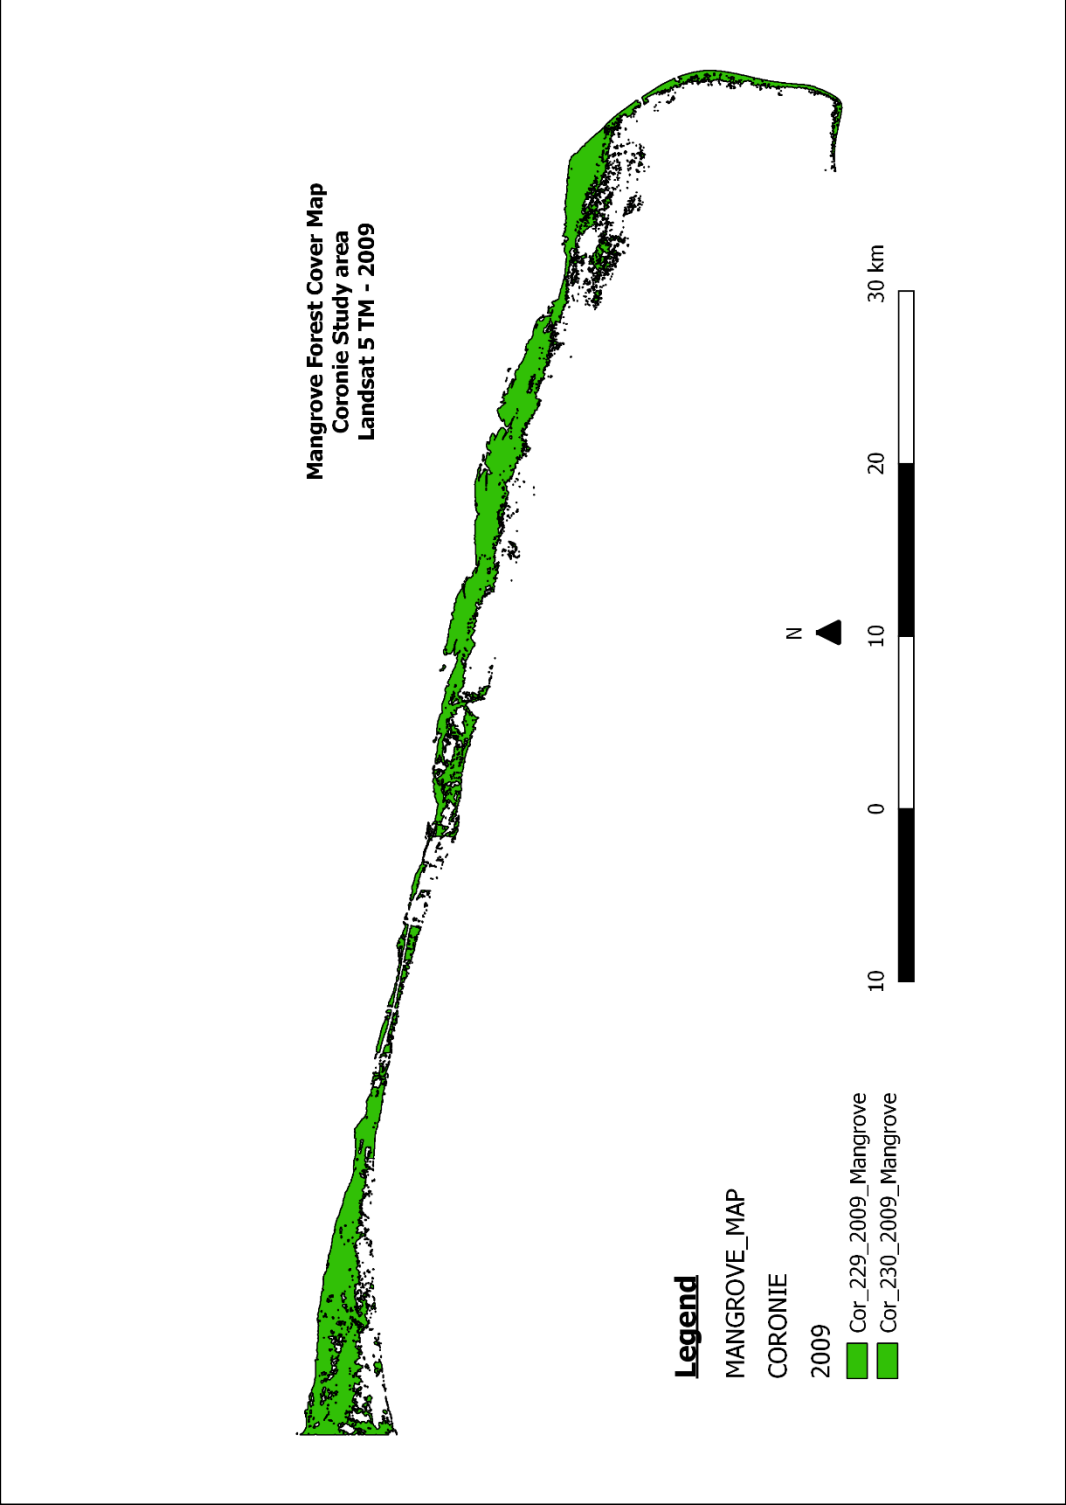 Mangrove Forest Cover Map
Coronie Study area
Landsat 5 TM - 2009
N
10 0 10 20 30 km
Legend
MANGROVE_MAP
CORONIE
2009
Cor_229_2009_Mangrove
Cor_230_2009_Mangrove